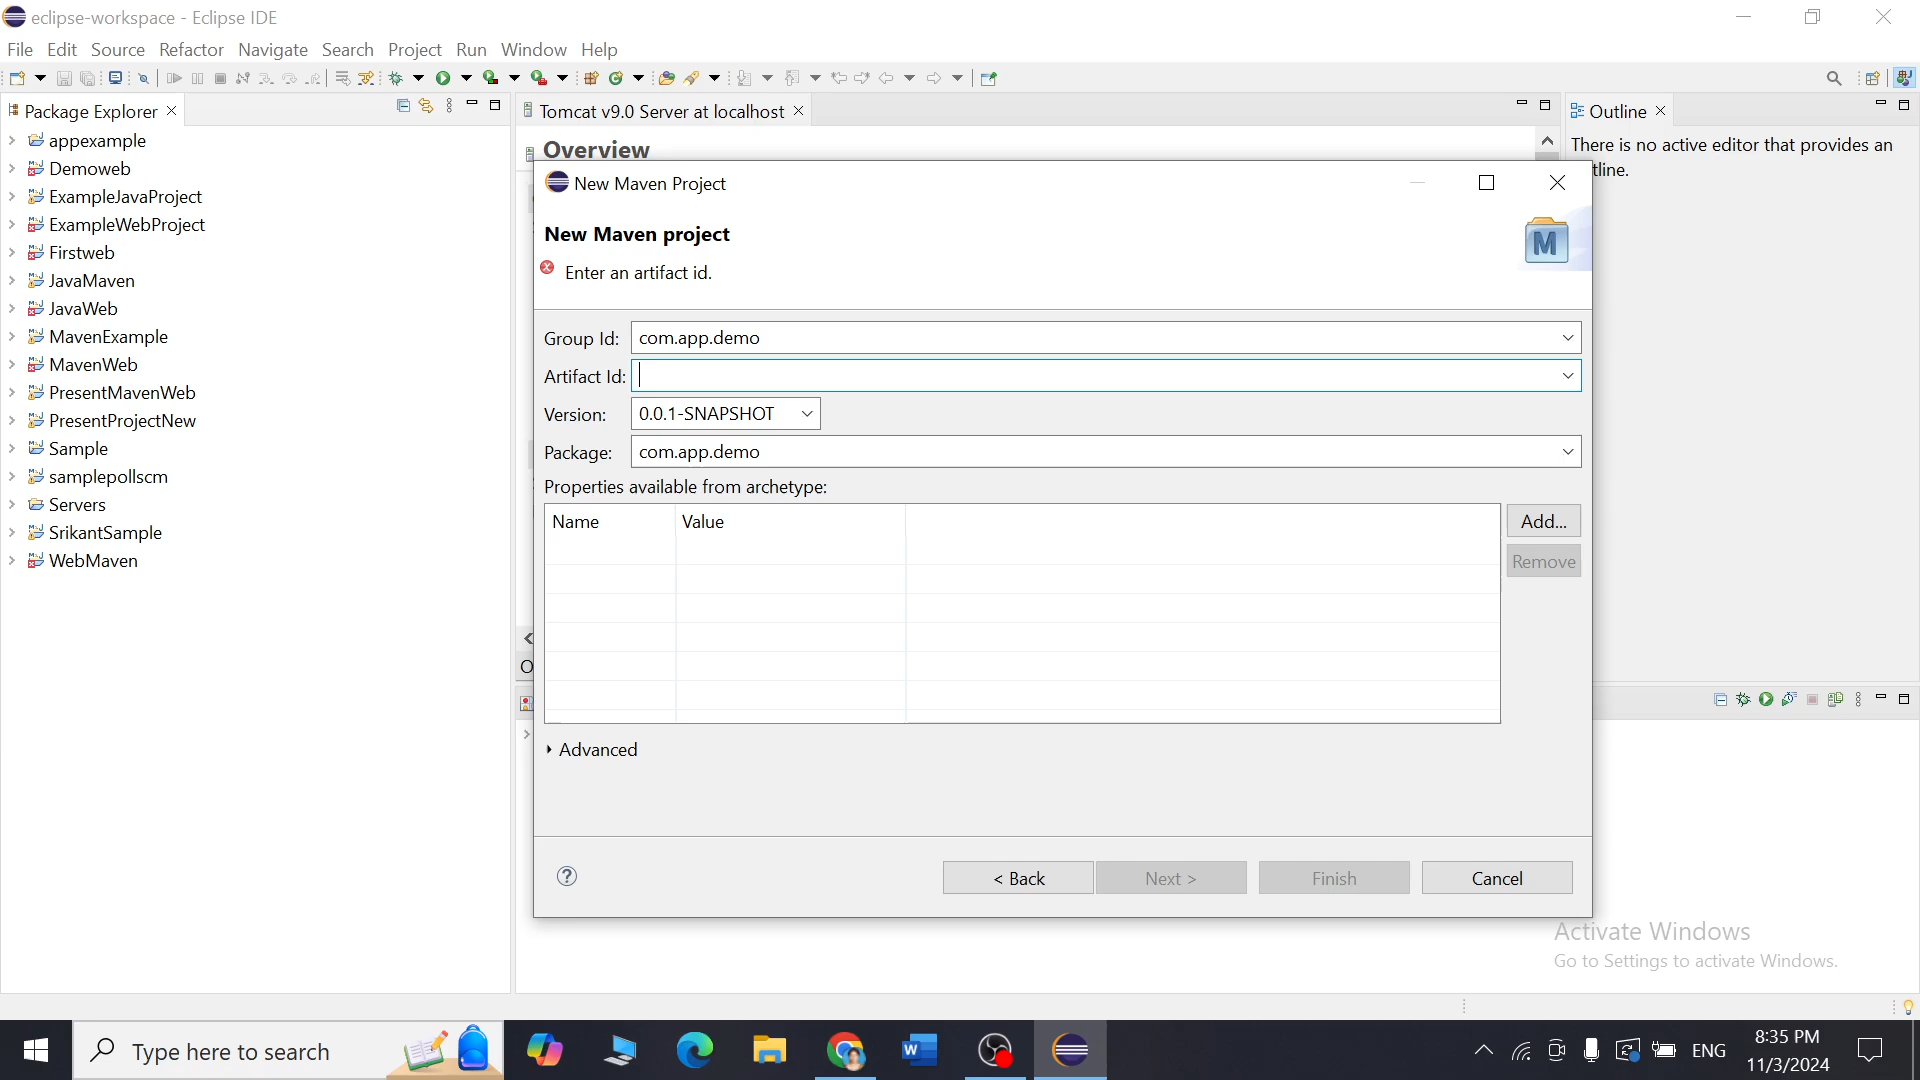 eclipse-workspace - Eclipse IDE
File Edit Source Refactor Navigate Search Project Run Window Help
Package Explorer
appexample
Demoweb
ExampleJavaProject
ExampleWebProject
Firstweb
JavaMaven
JavaWeb
MavenExample
MavenWeb
PresentMavenWeb
PresentProjectNew
Sample
samplepollscm
Servers
SrikantSample
WebMaven
Tomcat v9.0 Server at localhost
Overview
Outline
There is no active editor that provides an
tline.
New Maven Project
New Maven project
M
Enter an artifact id.
Group Id: com.app.demo
Artifact Id:
Version: 0.0.1-SNAPSHOT
Package: com.app.demo
Properties available from archetype:
Name Value
Add...
Remove
Advanced
< Back Next > Finish Cancel
Activate Windows
Go to Settings to activate Windows.
Type here to search
ENG
8:35 PM
11/3/2024